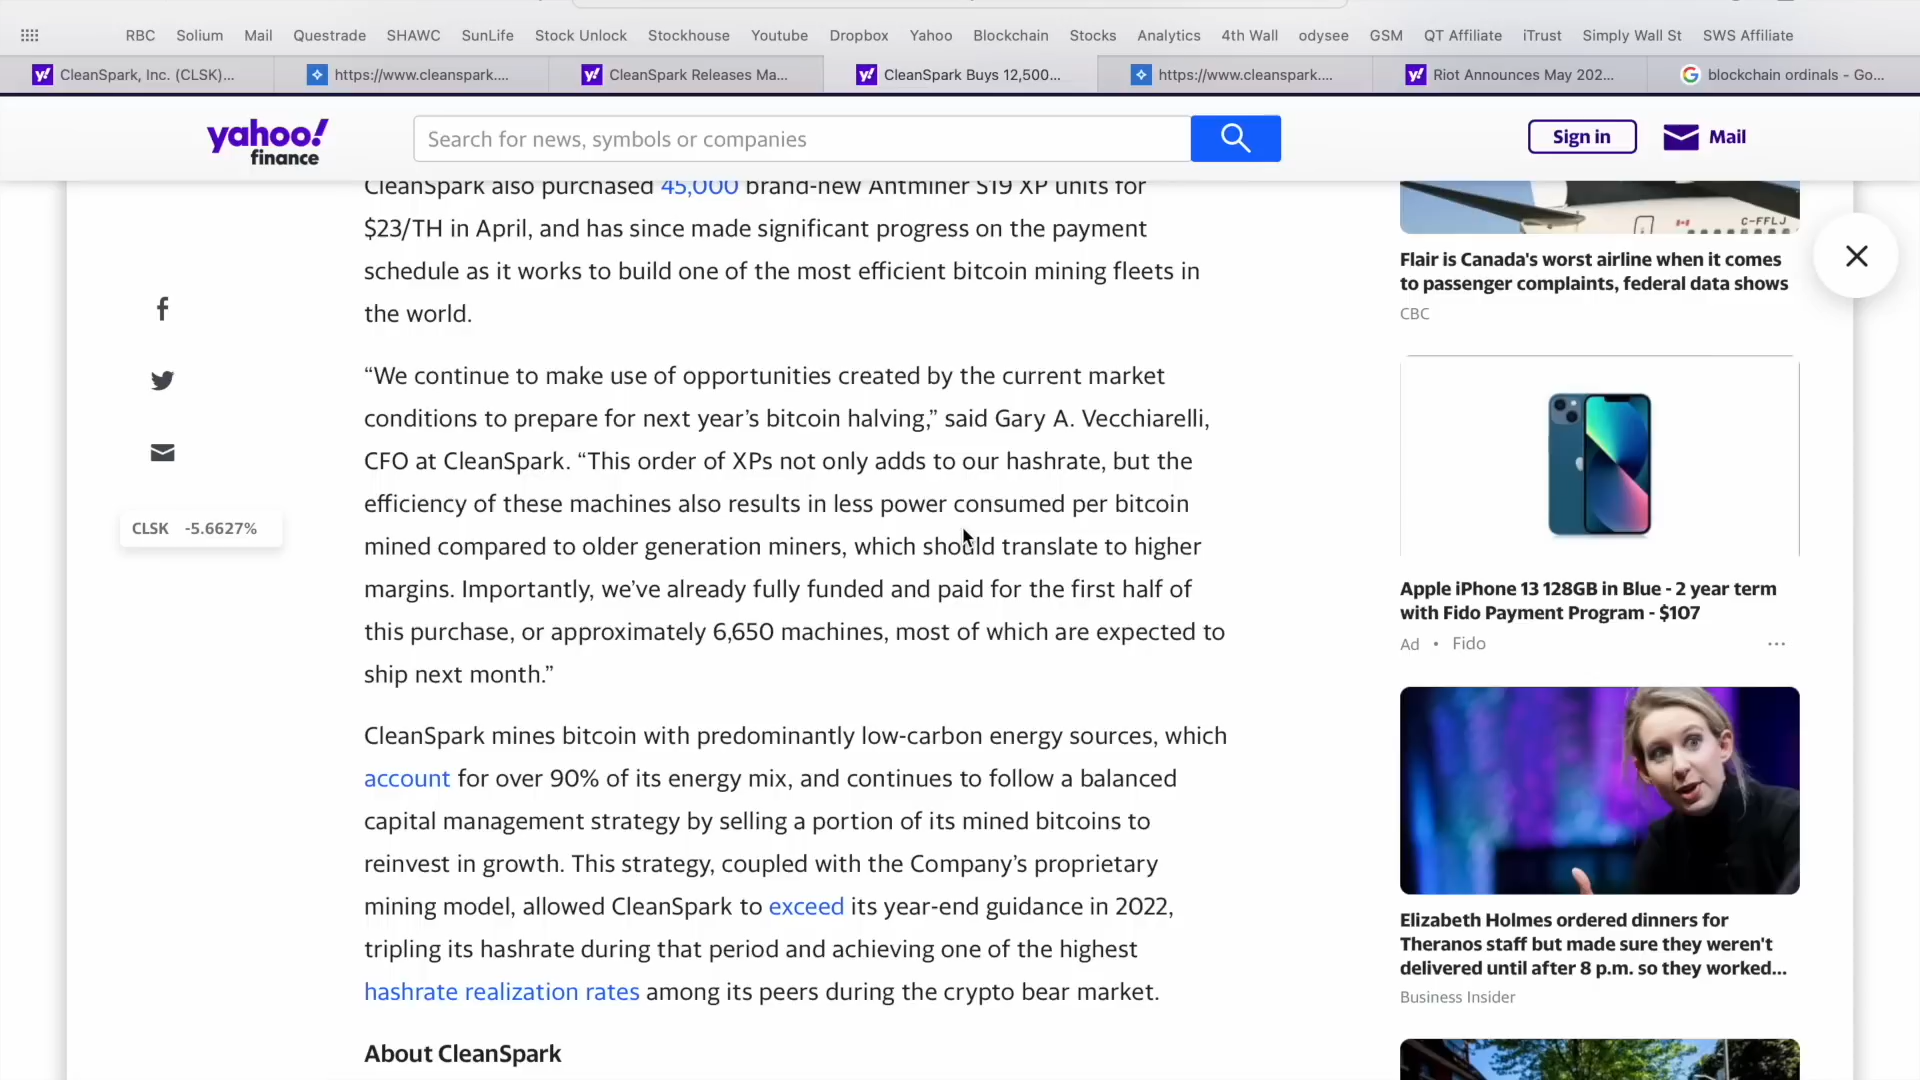 RBC Solium Mail Questrade SHAWC SunLife Stock Unlock Stockhouse Youtube Dropbox Yahoo Blockchain Stocks Analytics 4th Wall odysee GSM QT Affiliate iTrust Simply Wall St SWS Affiliate
CleanSpark, Inc. (CLSK)... https://www.cleanspark.... CleanSpark Releases Ma... CleanSpark Buys 12,500... https://www.cleanspark.... Riot Announces May 202... blockchain ordinals - Go...
yahoo!
finance
Search for news, symbols or companies
Sign in
Mail
CleanSpark also purchased 45,000 brand-new Antminer S19 XP units for
$23/TH in April, and has since made significant progress on the payment
schedule as it works to build one of the most efficient bitcoin mining fleets in
the world.
“We continue to make use of opportunities created by the current market
conditions to prepare for next year’s bitcoin halving,” said Gary A. Vecchiarelli,
CFO at CleanSpark. “This order of XPs not only adds to our hashrate, but the
efficiency of these machines also results in less power consumed per bitcoin
mined compared to older generation miners, which should translate to higher
margins. Importantly, we’ve already fully funded and paid for the first half of
this purchase, or approximately 6,650 machines, most of which are expected to
ship next month.”
CleanSpark mines bitcoin with predominantly low-carbon energy sources, which
account for over 90% of its energy mix, and continues to follow a balanced
capital management strategy by selling a portion of its mined bitcoins to
reinvest in growth. This strategy, coupled with the Company’s proprietary
mining model, allowed CleanSpark to exceed its year-end guidance in 2022,
tripling its hashrate during that period and achieving one of the highest
hashrate realization rates among its peers during the crypto bear market.
About CleanSpark
CLSK -5.6627%
C-FFLJ
Flair is Canada's worst airline when it comes
to passenger complaints, federal data shows
CBC
Apple iPhone 13 128GB in Blue - 2 year term
with Fido Payment Program - $107
Ad • Fido
Elizabeth Holmes ordered dinners for
Theranos staff but made sure they weren't
delivered until after 8 p.m. so they worked...
Business Insider